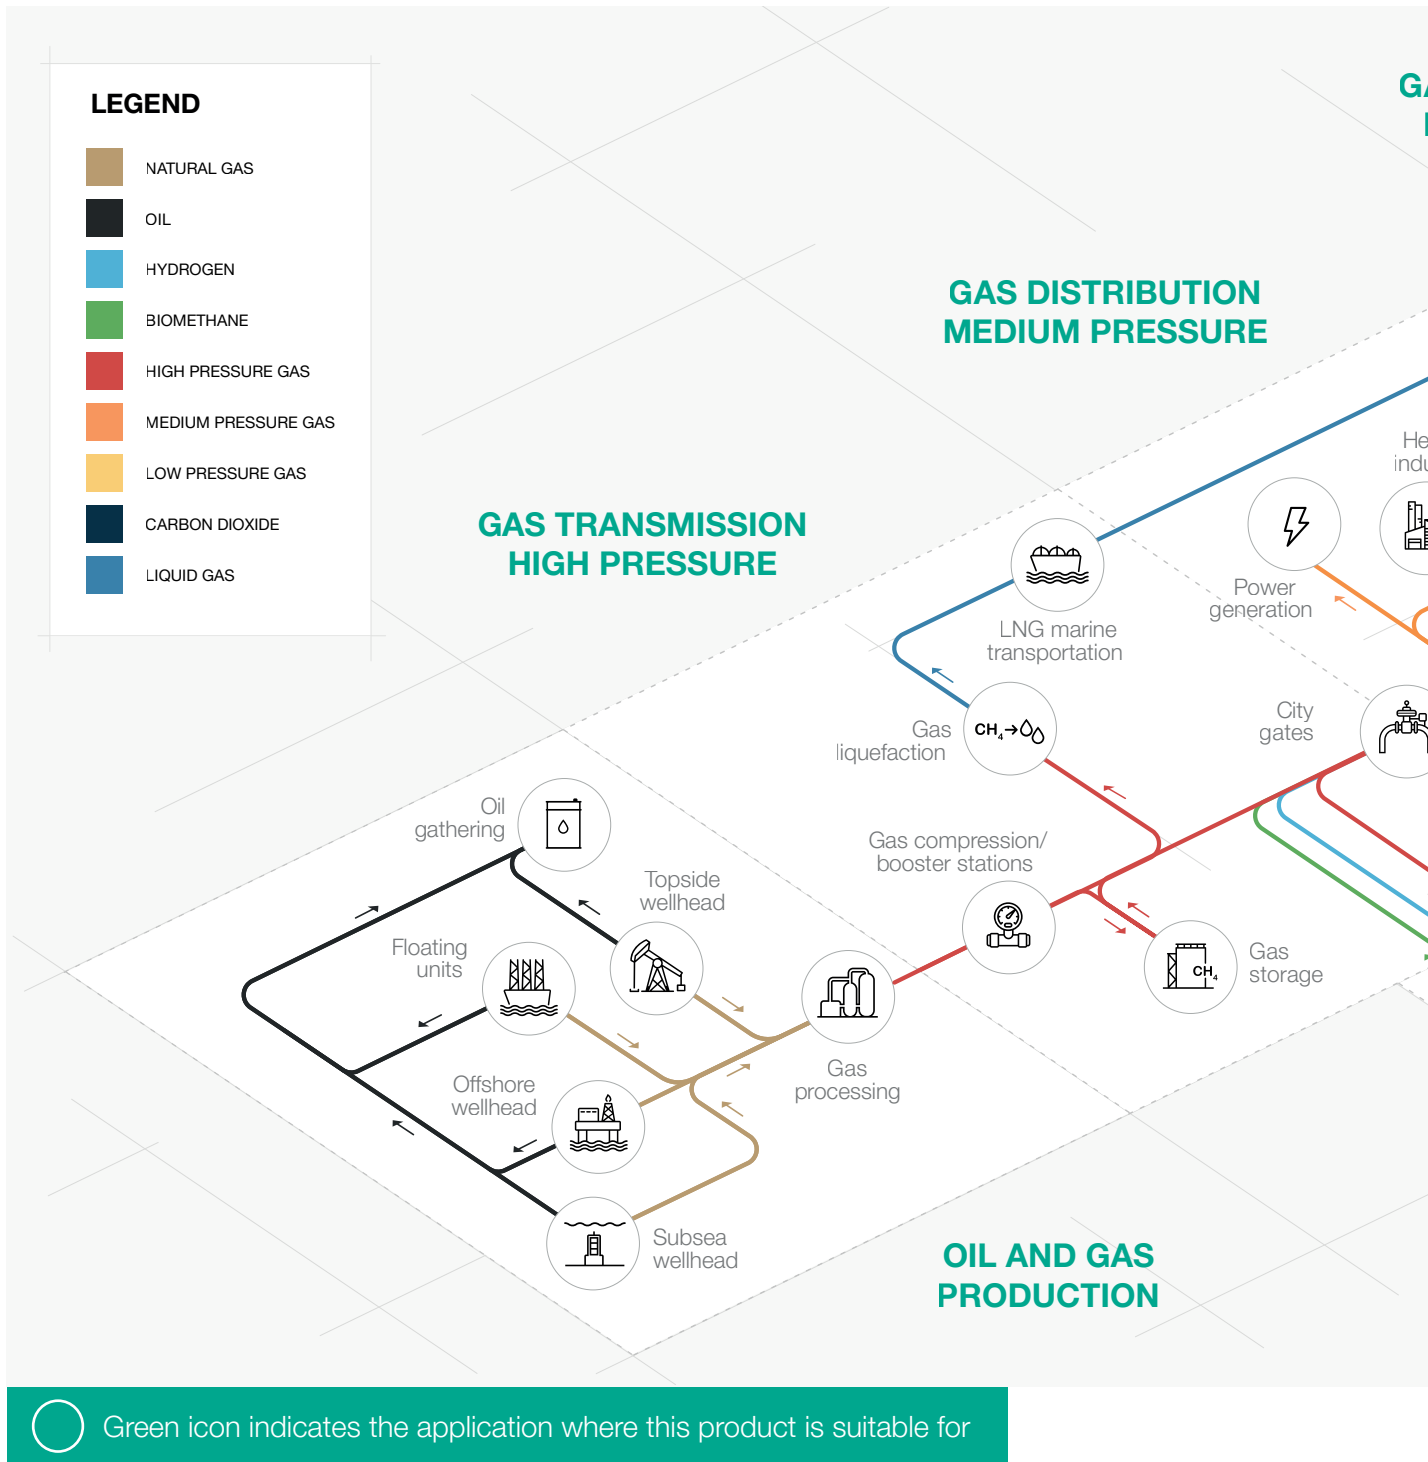 LEGEND
NATURAL GAS
OIL
HYDROGEN
BIOMETHANE
HIGH PRESSURE GAS
MEDIUM PRESSURE GAS
LOW PRESSURE GAS
CARBON DIOXIDE
LIQUID GAS
GAS DISTRIBUTION
MEDIUM PRESSURE
GAS TRANSMISSION
HIGH PRESSURE
Power
generation
LNG marine
transportation
City
gates
Gas
liquefaction
CH₄→
Oil
gathering
Gas compression/
booster stations
Topside
wellhead
Floating
units
Gas
storage
CH₄
Gas
processing
Offshore
wellhead
Subsea
wellhead
OIL AND GAS
PRODUCTION
Green icon indicates the application where this product is suitable for